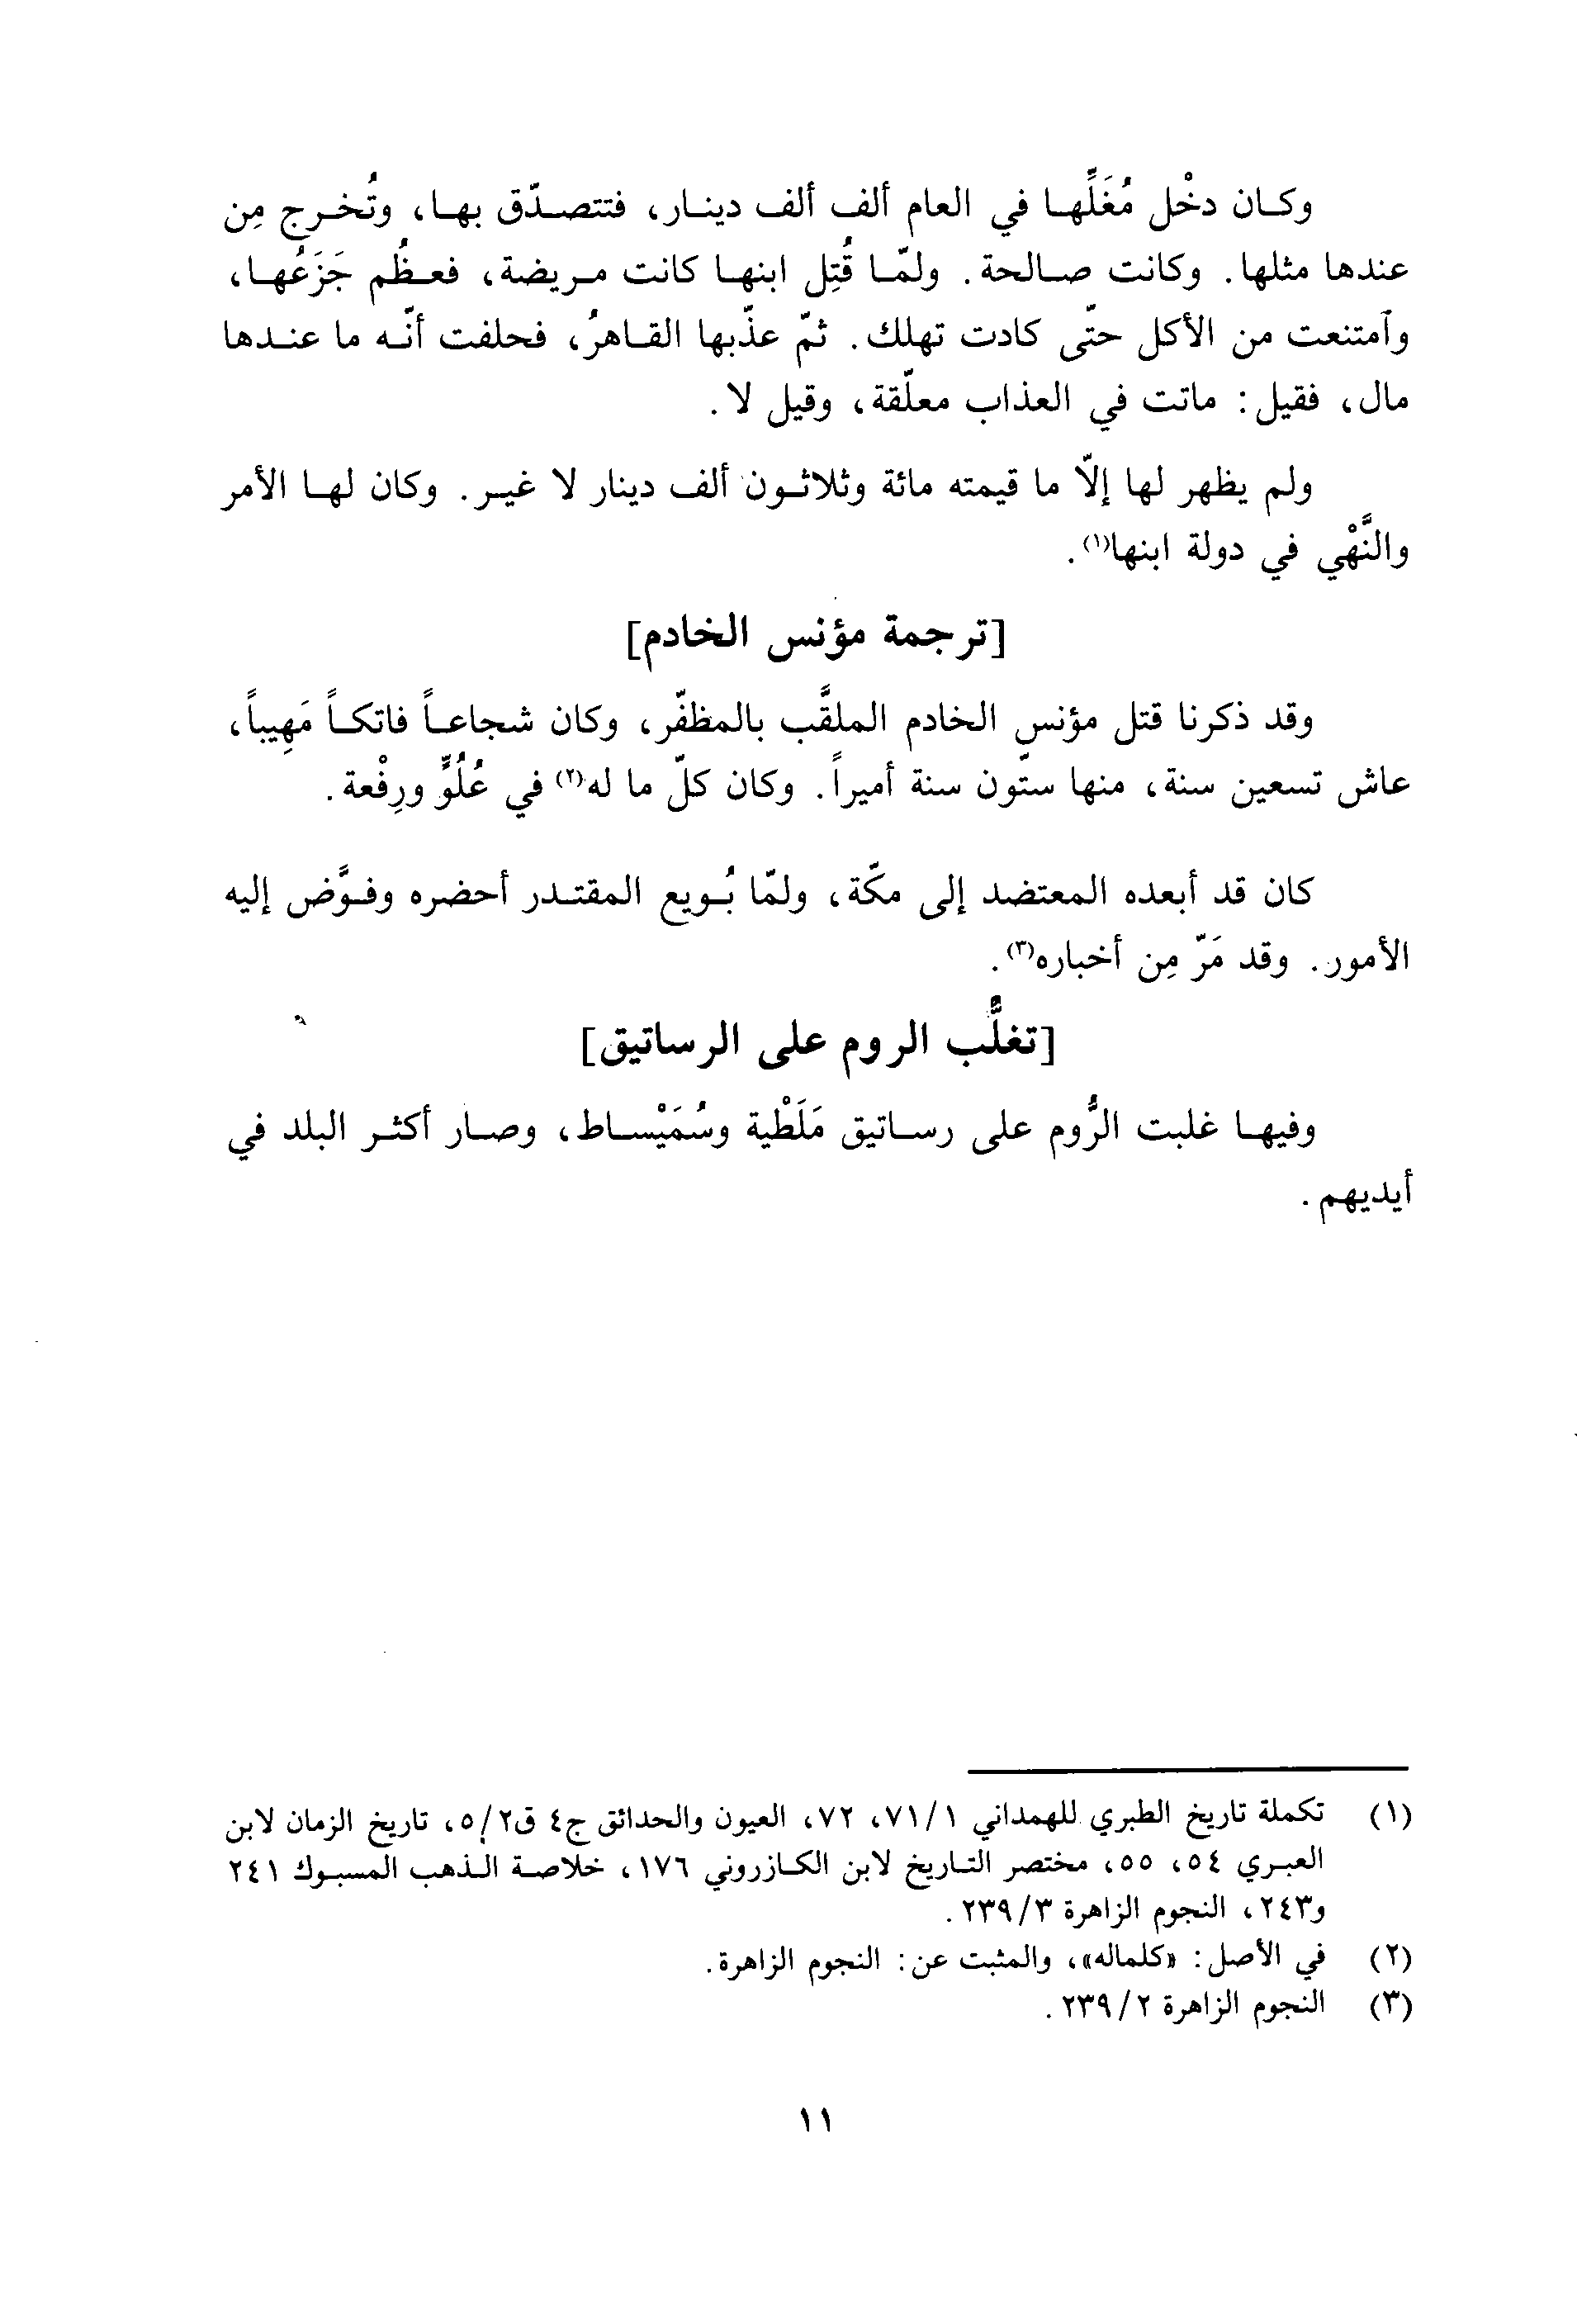 وكان دخْل مُغَلِّها في العام ألف ألف دينار، فتتصدّق بها، وتُخرج مِن
عندها مثلها. وكانت صالحة. ولمّا قُتِل ابنها كانت مريضة، فعظُم جَزَعُها،
وآمتنعت من الأكل حتّى كادت تهلك. ثمّ عذّبها القاهرُ، فحلفت أنّه ما عندها
مال، فقيل: ماتت في العذاب معلّقة، وقيل لا.
ولم يظهر لها إلّا ما قيمته مائة وثلاثون ألف دينار لا غير. وكان لها الأمر
والنَّهْي في دولة ابنها(١).
[ترجمة مؤنس الخادم]
وقد ذكرنا قتل مؤنس الخادم الملقَّب بالمظفّر، وكان شجاعاً فاتكاً مَهِيباً،
عاش تسعين سنة، منها ستّون سنة أميراً. وكان كلّ ما له(٢) في عُلُوٍّ ورِفْعة.
كان قد أبعده المعتضد إلى مكّة، ولمّا بُويع المقتدر أحضره وفوَّض إليه
الأمور. وقد مَرّ مِن أخباره(٣).
[تغلُّب الروم على الرساتيق]
وفيها غلبت الرُّوم على رساتيق مَلَطْية وسُمَيْساط، وصار أكثر البلد في
أيديهم.
(١) تكملة تاريخ الطبري للهمداني ٧١/١، ٧٢، العيون والحدائق ج٤ ق٥/٢، تاريخ الزمان لابن
العبري ٥٤، ٥٥، مختصر التاريخ لابن الكازروني ١٧٦، خلاصة الذهب المسبوك ٢٤١
و٢٤٣، النجوم الزاهرة ٢٣٩/٣.
(٢) في الأصل: «كلماله»، والمثبت عن: النجوم الزاهرة.
(٣) النجوم الزاهرة ٢٣٩/٢.
١١